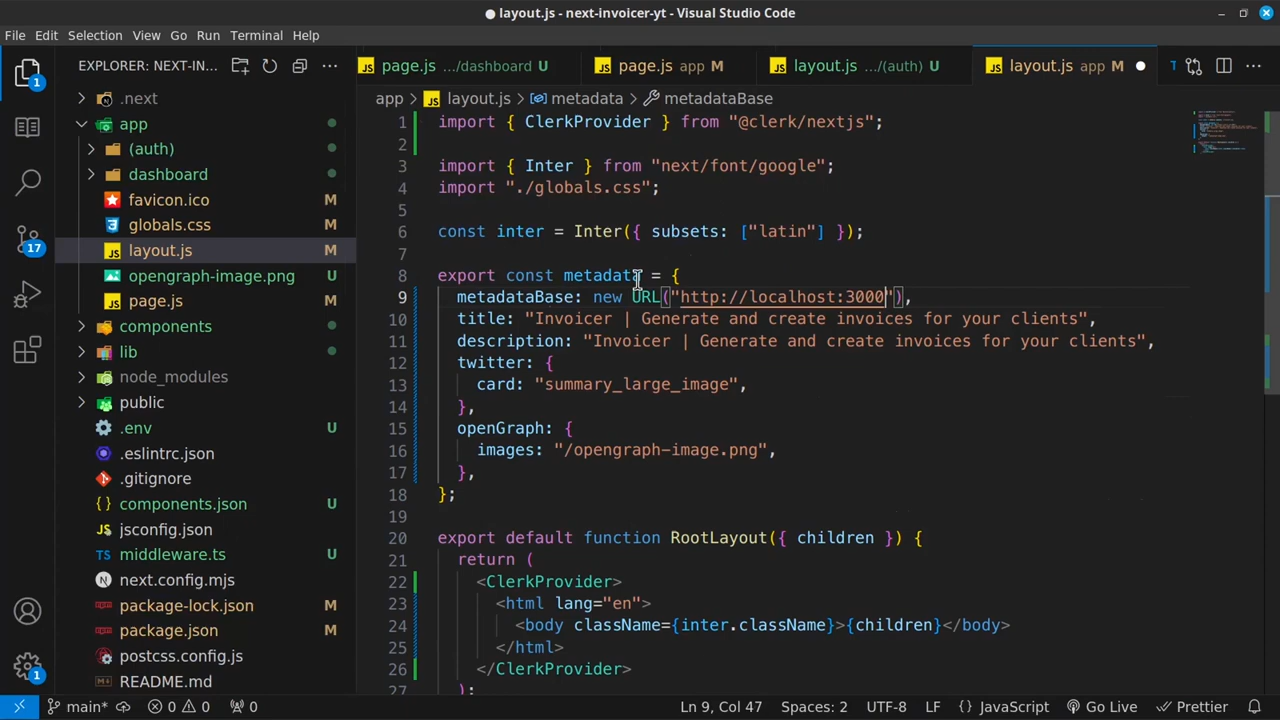 layout.js - next-invoicer-yt - Visual Studio Code
File Edit Selection View Go Run Terminal Help
EXPLORER: NEXT-IN...
page.js .../dashboard U
page.js app M
layout.js .../(auth) U
layout.js app M
app > layout.js > metadata > metadataBase
.next
app
(auth)
dashboard
favicon.ico M
globals.css M
layout.js M
opengraph-image.png U
page.js M
components
lib
node_modules
public
.env
.eslintrc.json
.gitignore
components.json U
jsconfig.json
middleware.ts U
next.config.mjs
package-lock.json M
package.json M
postcss.config.js
README.md
1
17
1
1 import { ClerkProvider } from "@clerk/nextjs";
2
3 import { Inter } from "next/font/google";
4 import "./globals.css";
5
6 const inter = Inter({ subsets: ["latin"] });
7
8 export const metadata = {
9 metadataBase: new URL("http://localhost:3000"),
10 title: "Invoicer | Generate and create invoices for your clients",
11 description: "Invoicer | Generate and create invoices for your clients",
12 twitter: {
13 card: "summary_large_image",
14 },
15 openGraph: {
16 images: "/opengraph-image.png",
17 },
18 };
19
20 export default function RootLayout({ children }) {
21 return (
22 <ClerkProvider>
23 <html lang="en">
24 <body className={inter.className}>{children}</body>
25 </html>
26 </ClerkProvider>
27 );
main* 0 0 0 Ln 9, Col 47 Spaces: 2 UTF-8 LF {} JavaScript Go Live Prettier